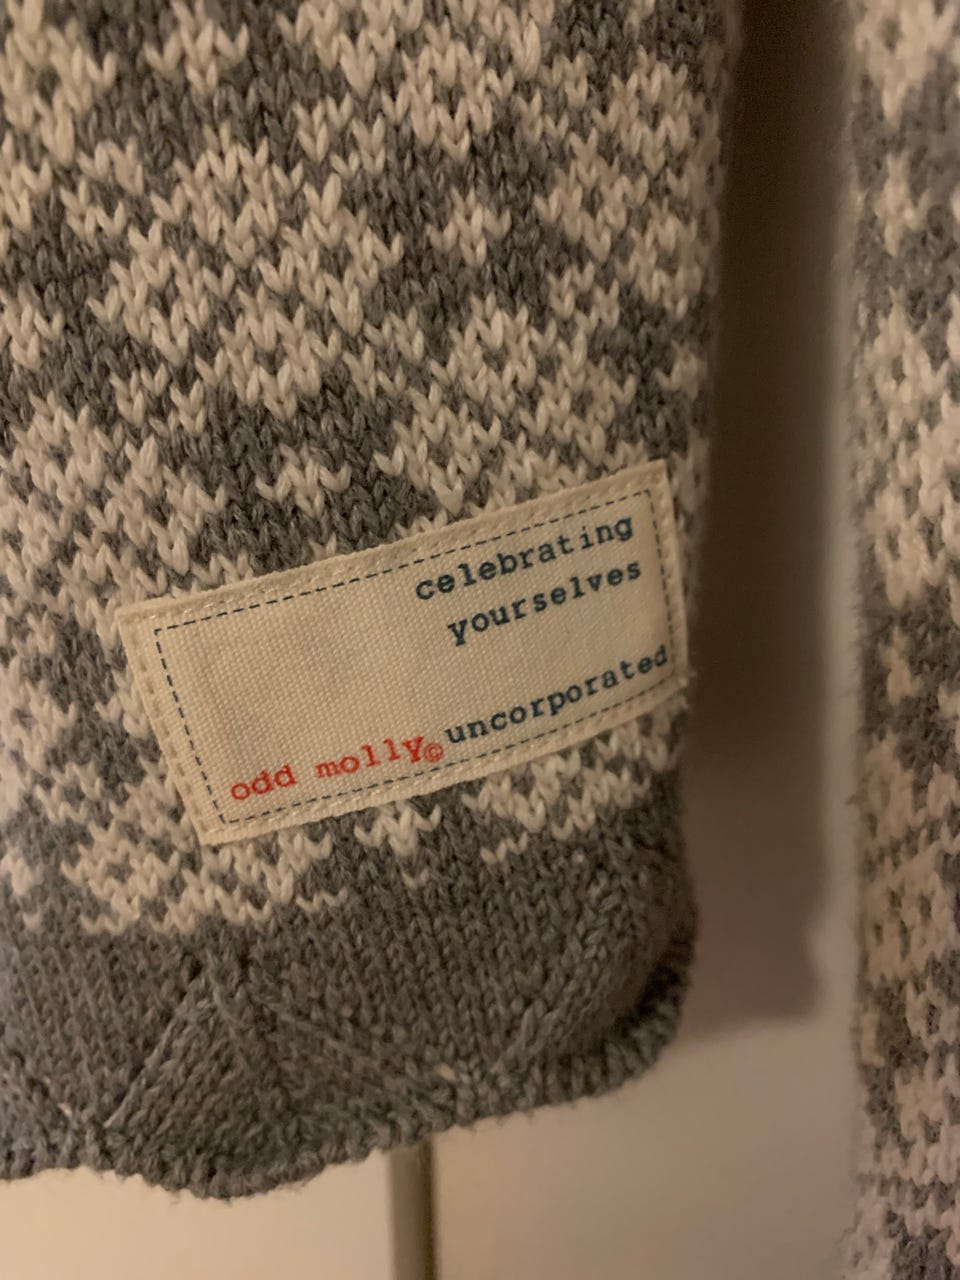 celebrating
yourselves
odd molly© uncorporated